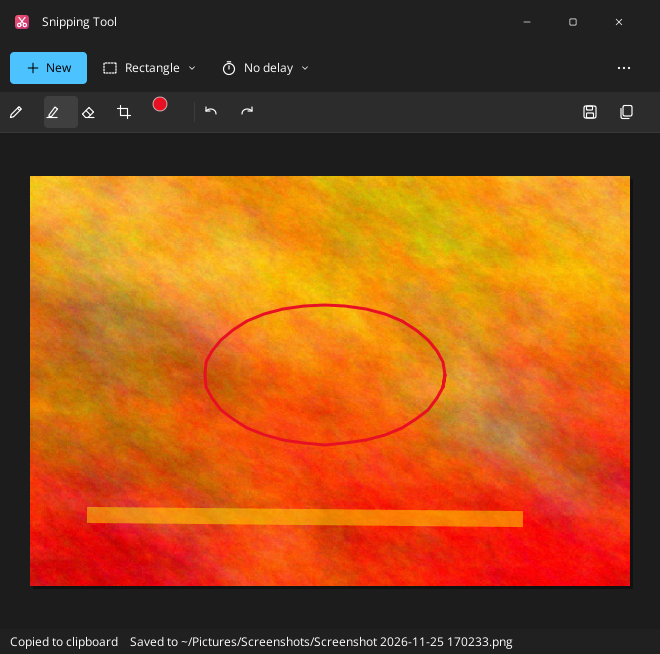 Snipping Tool
New Rectangle No delay
Copied to clipboard Saved to ~/Pictures/Screenshots/Screenshot 2026-11-25 170233.png